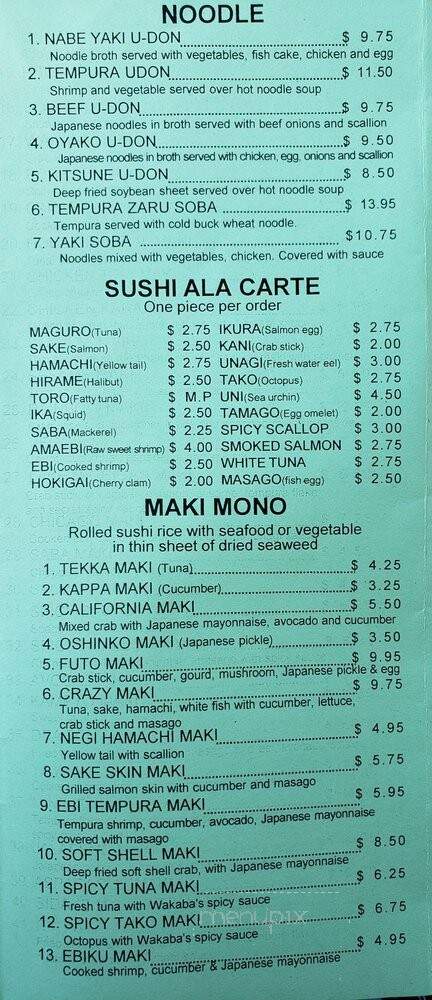 NOODLE
1. NABE YAKI U-DON $ 9.75
Noodle broth served with vegetables, fish cake, chicken and egg
2. TEMPURA UDON $ 11.50
Shrimp and vegetable served over hot noodle soup
3. BEEF U-DON $ 9.75
Japanese noodles in broth served with beef onions and scallion
4. OYAKO U-DON $ 9.50
Japanese noodles in broth served with chicken, egg, onions and scallion
5. KITSUNE U-DON $ 8.50
Deep fried soybean sheet served over hot noodle soup
6. TEMPURA ZARU SOBA $ 13.95
Tempura served with cold buck wheat noodle.
7. YAKI SOBA $10.75
Noodles mixed with vegetables, chicken. Covered with sauce
SUSHI ALA CARTE
One piece per order
MAGURO(Tuna) $ 2.75 IKURA(Salmon egg) $ 2.75
SAKE(Salmon) $ 2.50 KANI(Crab stick) $ 2.00
HAMACHI(Yellow tail) $ 2.75 UNAGI(Fresh water eel) $ 3.00
HIRAME(Halibut) $ 2.50 TAKO(Octopus) $ 2.75
TORO(Fatty tuna) $ M.P UNI(Sea urchin) $ 4.50
IKA(Squid) $ 2.50 TAMAGO(Egg omelet) $ 2.00
SABA(Mackerel) $ 2.25 SPICY SCALLOP $ 3.00
AMAEBI(Raw sweet shrimp) $ 4.00 SMOKED SALMON $ 2.75
EBI(Cooked shrimp) $ 2.50 WHITE TUNA $ 2.75
HOKIGAI(Cherry clam) $ 2.00 MASAGO(fish egg) $ 2.50
MAKI MONO
Rolled sushi rice with seafood or vegetable
in thin sheet of dried seaweed
1. TEKKA MAKI (Tuna) $ 4.25
2. KAPPA MAKI (Cucumber) $ 3.25
3. CALIFORNIA MAKI $ 5.50
Mixed crab with Japanese mayonnaise, avocado and cucumber
4. OSHINKO MAKI (Japanese pickle) $ 3.50
5. FUTO MAKI $ 9.95
Crab stick, cucumber, gourd, mushroom, Japanese pickle & egg
6. CRAZY MAKI $ 9.75
Tuna, sake, hamachi, white fish with cucumber, lettuce,
crab stick and masago
7. NEGI HAMACHI MAKI $ 4.95
Yellow tail with scallion
8. SAKE SKIN MAKI $ 5.75
Grilled salmon skin with cucumber and masago
9. EBI TEMPURA MAKI $ 5.95
Tempura shrimp, cucumber, avocado, Japanese mayonnaise
covered with masago
10. SOFT SHELL MAKI $ 8.50
Deep fried soft shell crab, with Japanese mayonnaise
11. SPICY TUNA MAKI $ 6.25
Fresh tuna with Wakaba's spicy sauce
menupix
12. SPICY TAKO MAKI $ 6.75
Octopus with Wakaba's spicy sauce
13. EBIKU MAKI $ 4.95
Cooked shrimp, cucumber & Japanese mayonnaise